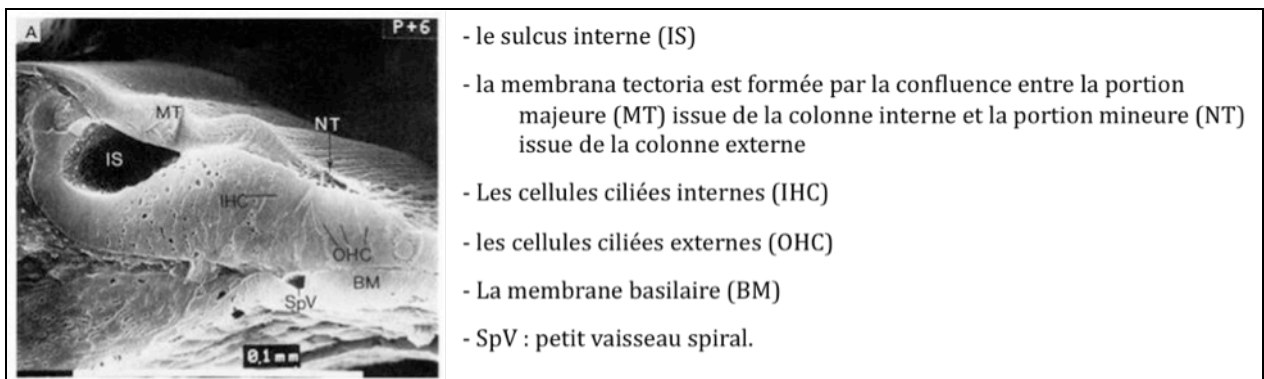 A
P+6
MT
NT
IS
IHC
OHC
BM
SpV
0,1mm
- le sulcus interne (IS)
- la membrana tectoria est formée par la confluence entre la portion
majeure (MT) issue de la colonne interne et la portion mineure (NT)
issue de la colonne externe
- Les cellules ciliées internes (IHC)
- les cellules ciliées externes (OHC)
- La membrane basilaire (BM)
- SpV : petit vaisseau spiral.